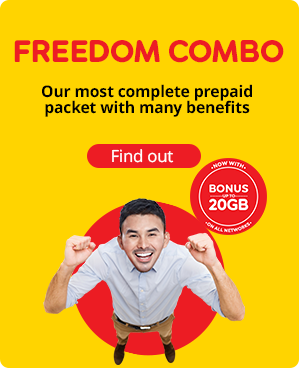 FREEDOM COMBO
Our most complete prepaid
packet with many benefits
Find out
•NOW WITH•
BONUS
UP TO
20GB
•ON ALL NETWORKS•